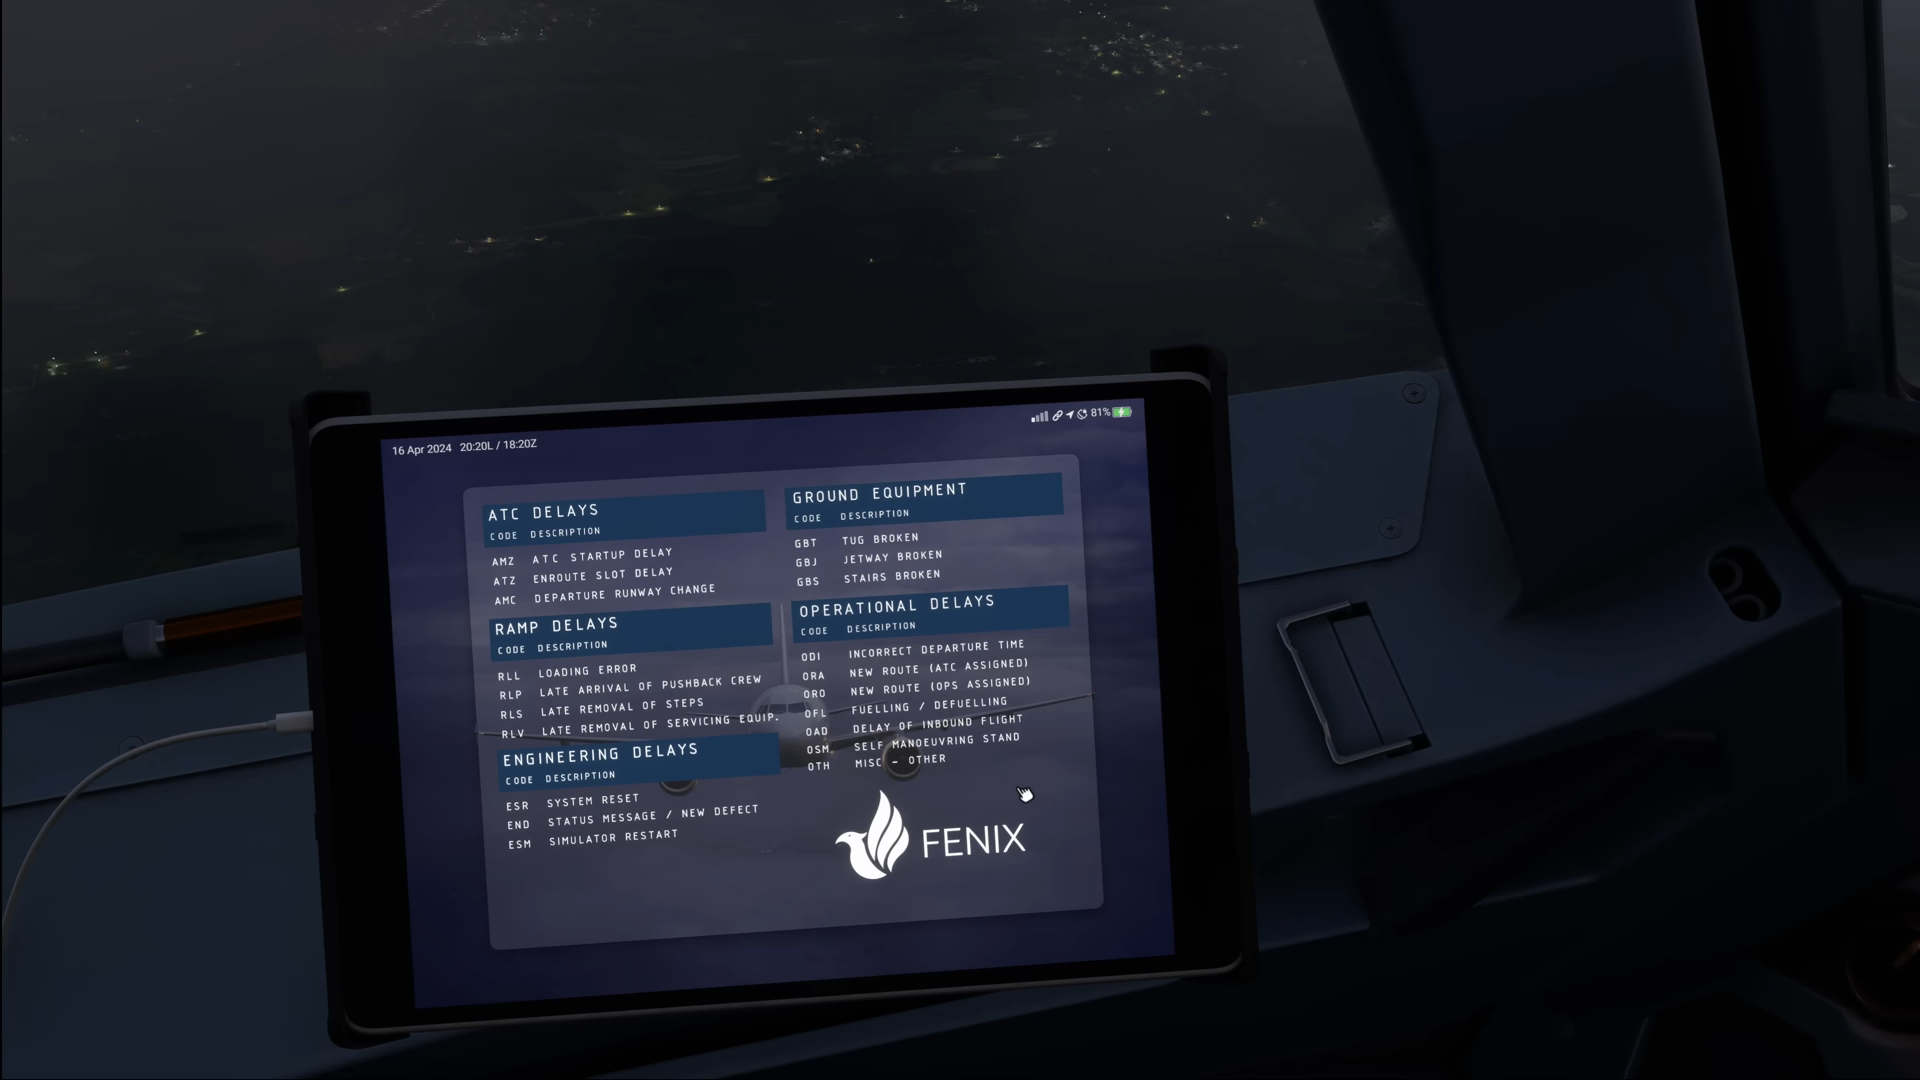 16 Apr 2024 20:20L / 18:20Z
81%
ATC DELAYS
CODE DESCRIPTION
AMZ ATC STARTUP DELAY
ATZ ENROUTE SLOT DELAY
AMC DEPARTURE RUNWAY CHANGE
RAMP DELAYS
CODE DESCRIPTION
RLL LOADING ERROR
RLP LATE ARRIVAL OF PUSHBACK CREW
RLS LATE REMOVAL OF STEPS
RLV LATE REMOVAL OF SERVICING EQUIP.
ENGINEERING DELAYS
CODE DESCRIPTION
ESR SYSTEM RESET
END STATUS MESSAGE / NEW DEFECT
ESM SIMULATOR RESTART
GROUND EQUIPMENT
CODE DESCRIPTION
GBT TUG BROKEN
GBJ JETWAY BROKEN
GBS STAIRS BROKEN
OPERATIONAL DELAYS
CODE DESCRIPTION
ODI INCORRECT DEPARTURE TIME
ORA NEW ROUTE (ATC ASSIGNED)
ORO NEW ROUTE (OPS ASSIGNED)
OFL FUELLING / DEFUELLING
OAD DELAY OF INBOUND FLIGHT
OSM SELF MANOEUVRING STAND
OTH MISC - OTHER
FENIX